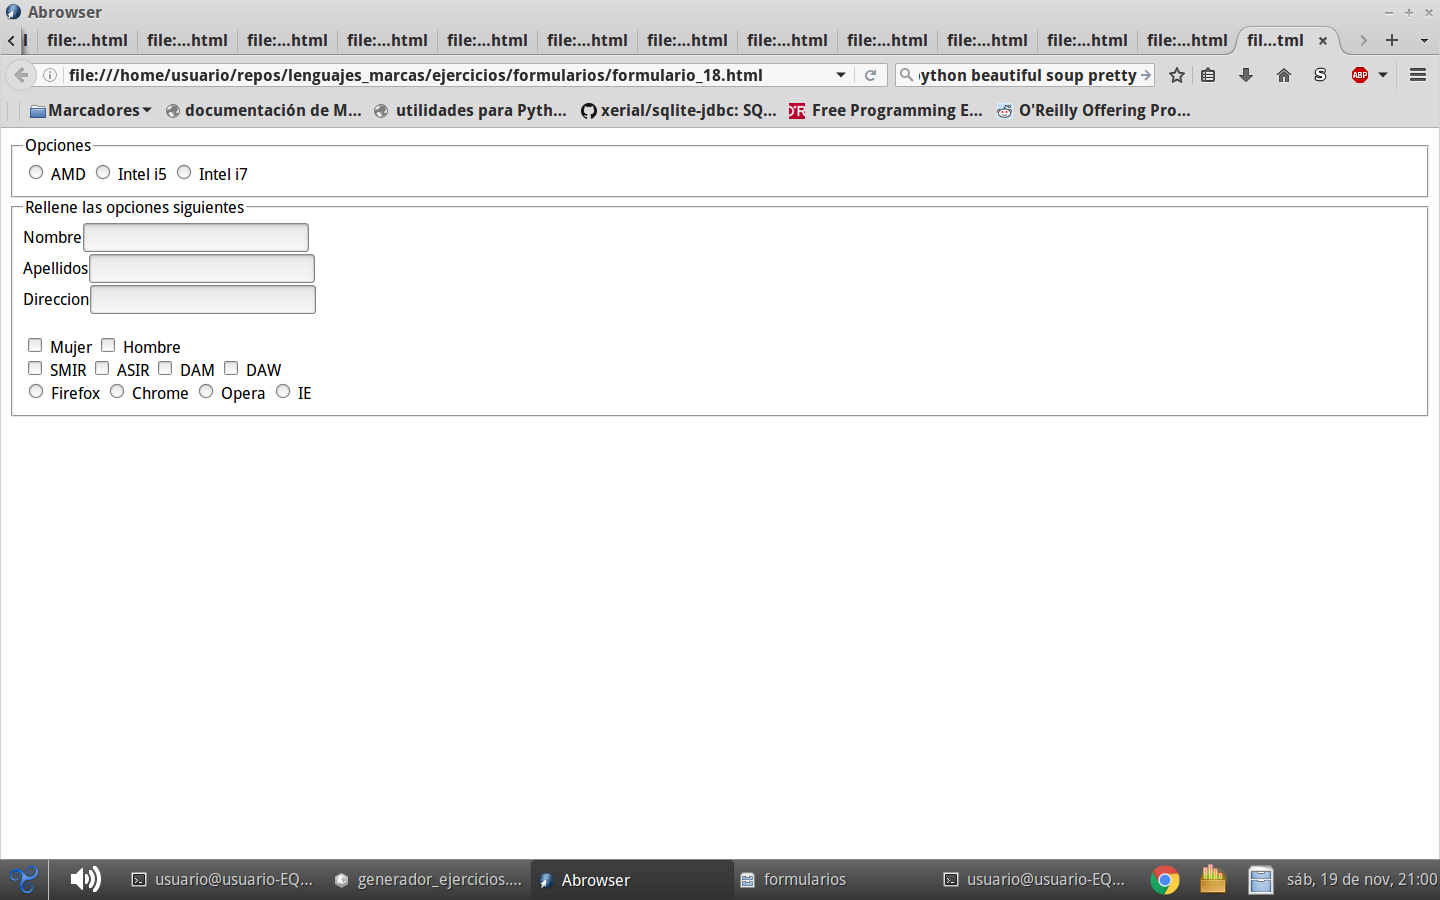 Abrowser
l file:...html file:...html file:...html file:...html file:...html file:...html file:...html file:...html file:...html file:...html file:...html file:...html fil...tml
file:///home/usuario/repos/lenguajes_marcas/ejercicios/formularios/formulario_18.html ython beautiful soup pretty S ABP
Marcadores documentación de M... utilidades para Pyth... xerial/sqlite-jdbc: SQ... Free Programming E... O'Reilly Offering Pro...
Opciones
AMD Intel i5 Intel i7
Rellene las opciones siguientes
Nombre
Apellidos
Direccion
Mujer Hombre
SMIR ASIR DAM DAW
Firefox Chrome Opera IE
usuario@usuario-EQ... generador_ejercicios.... Abrowser formularios usuario@usuario-EQ... sáb, 19 de nov, 21:00